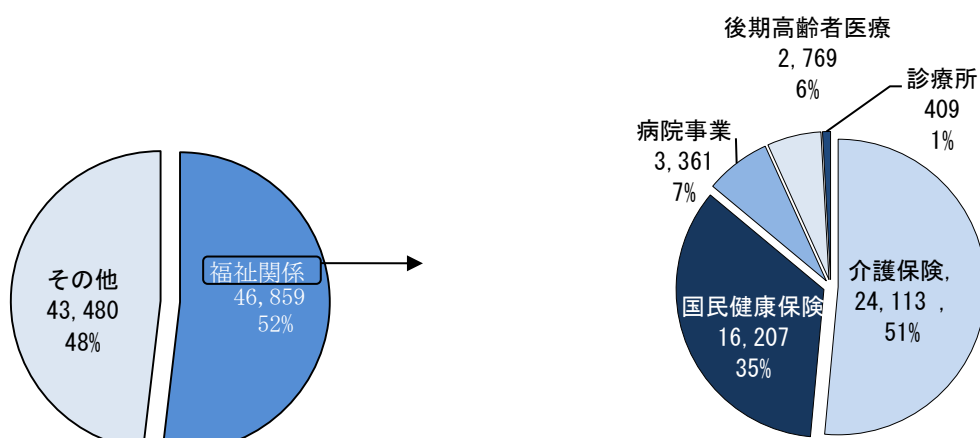 その他
43,480
48%
福祉関係
46,859
52%
後期高齢者医療
2,769
6%
診療所
409
1%
病院事業
3,361
7%
国民健康保険
16,207
35%
介護保険,
24,113 ,
51%